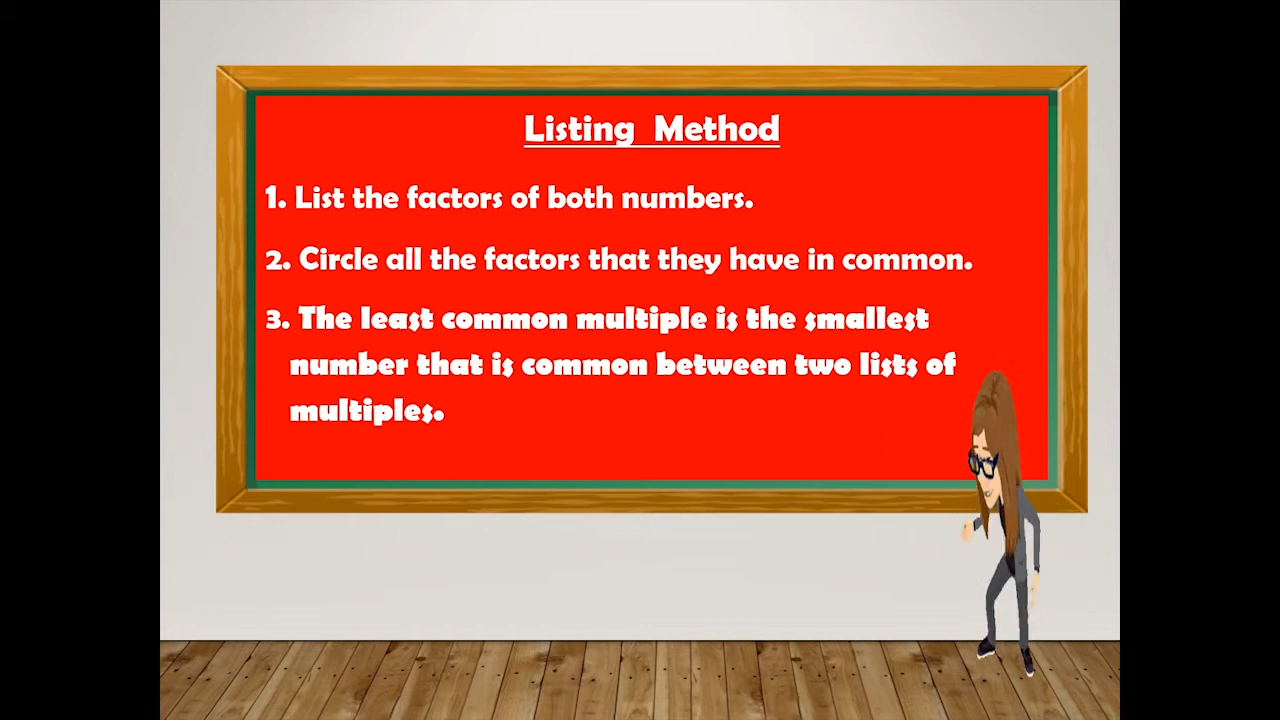 Listing Method
1. List the factors of both numbers.
2. Circle all the factors that they have in common.
3. The least common multiple is the smallest
number that is common between two lists of
multiples.